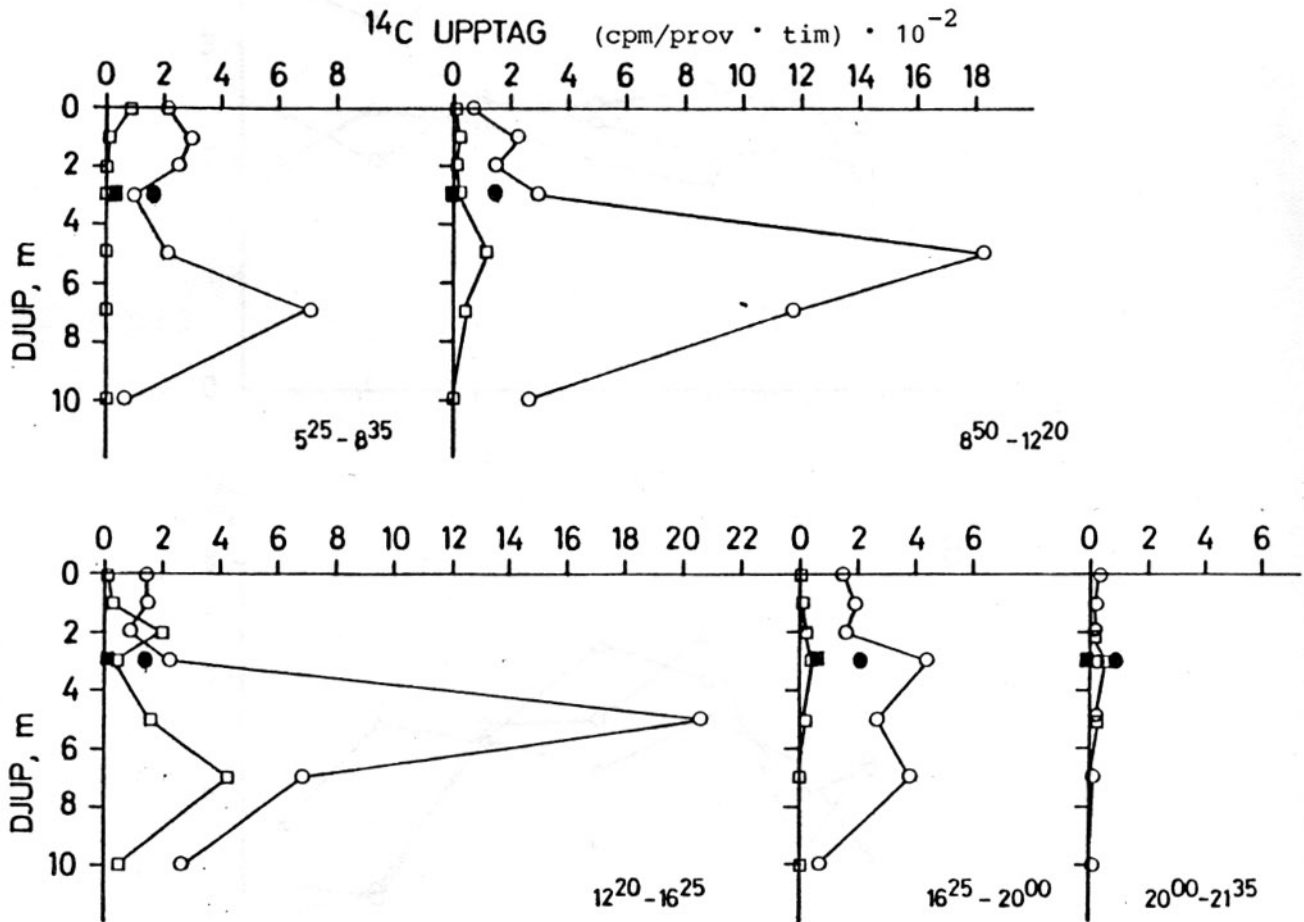 ¹⁴C UPPTAG (cpm/prov • tim) • 10⁻²
0 2 4 6 8
0 2 4 6 8 10 12 14 16 18
0
2
4
6
8
10
DJUP, m
5²⁵-8³⁵
8⁵⁰-12²⁰
0 2 4 6 8 10 12 14 16 18 20 22
0 2 4 6 8
0 2 4 6
0
2
4
6
8
10
DJUP, m
12²⁰-16²⁵
16²⁵-20⁰⁰
20⁰⁰-21³⁵